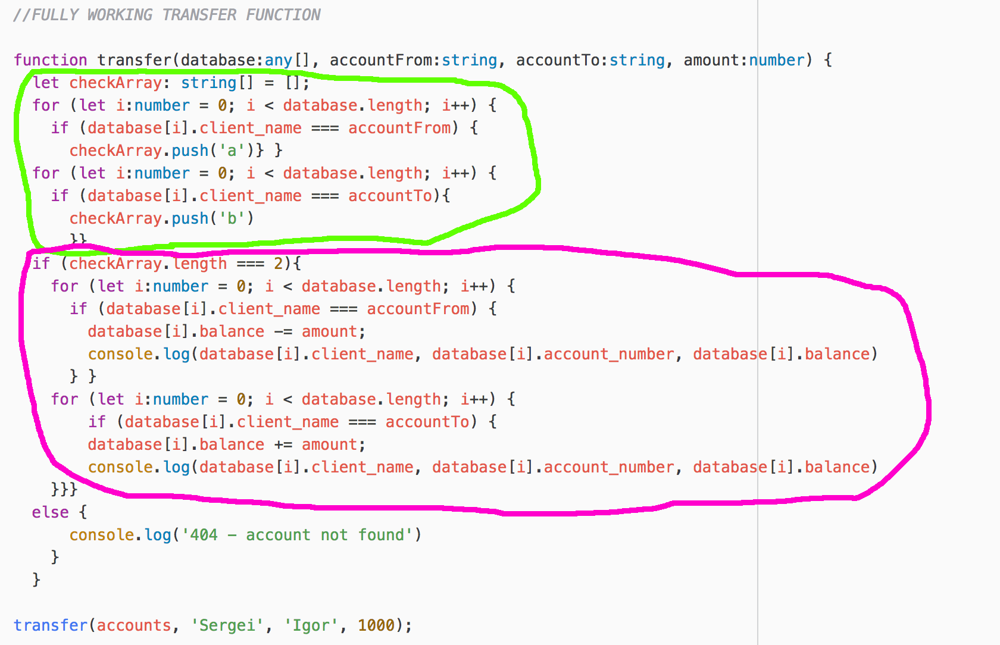 //FULLY WORKING TRANSFER FUNCTION
function transfer(database:any[], accountFrom:string, accountTo:string, amount:number) {
let checkArray: string[] = [];
for (let i:number = 0; i < database.length; i++) {
if (database[i].client_name === accountFrom) {
checkArray.push('a')} }
for (let i:number = 0; i < database.length; i++) {
if (database[i].client_name === accountTo){
checkArray.push('b')
}}
if (checkArray.length === 2){
for (let i:number = 0; i < database.length; i++) {
if (database[i].client_name === accountFrom) {
database[i].balance -= amount;
console.log(database[i].client_name, database[i].account_number, database[i].balance)
} }
for (let i:number = 0; i < database.length; i++) {
if (database[i].client_name === accountTo) {
database[i].balance += amount;
console.log(database[i].client_name, database[i].account_number, database[i].balance)
}}}
else {
console.log('404 - account not found')
}
}
transfer(accounts, 'Sergei', 'Igor', 1000);